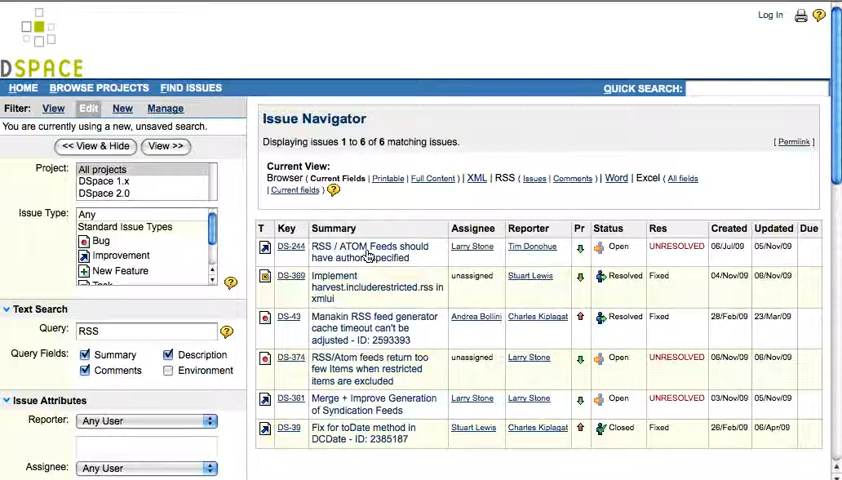 Log In
DSPACE
HOME BROWSE PROJECTS FIND ISSUES QUICK SEARCH:
Filter: View Edit New Manage
You are currently using a new, unsaved search.
<< View & Hide View >>
Project: All projects
DSpace 1.x
DSpace 2.0
Issue Type: Any
Standard Issue Types
Bug
Improvement
New Feature
Text Search
Query: RSS
Query Fields: Summary Description
Comments Environment
Issue Attributes
Reporter: Any User
Assignee: Any User
Issue Navigator
Displaying issues 1 to 6 of 6 matching issues. [ Permlink ]
Current View:
Browser ( Current Fields | Printable | Full Content ) | XML | RSS ( Issues | Comments ) | Word | Excel ( All fields
| Current fields )
T Key Summary Assignee Reporter Pr Status Res Created Updated Due
DS-244 RSS / ATOM Feeds should have author specified Larry Stone Tim Donohue Open UNRESOLVED 06/Jul/09 05/Nov/09
DS-369 Implement harvest.includerestricted.rss in xmlui unassigned Stuart Lewis Resolved Fixed 05/Nov/09 05/Nov/09
DS-43 Manakin RSS feed generator cache timeout can't be adjusted - ID: 2593393 Andrea Bollini Charles Kiplagat Resolved Fixed 28/Feb/09 23/Mar/09
DS-374 RSS/Atom feeds return too few Items when restricted items are excluded unassigned Larry Stone Open UNRESOLVED 06/Nov/09 06/Nov/09
DS-361 Merge + Improve Generation of Syndication Feeds Larry Stone Larry Stone Open UNRESOLVED 03/Nov/09 05/Nov/09
DS-39 Fix for toDate method in DCDate - ID: 2385187 Stuart Lewis Charles Kiplagat Closed Fixed 26/Feb/09 06/Apr/09